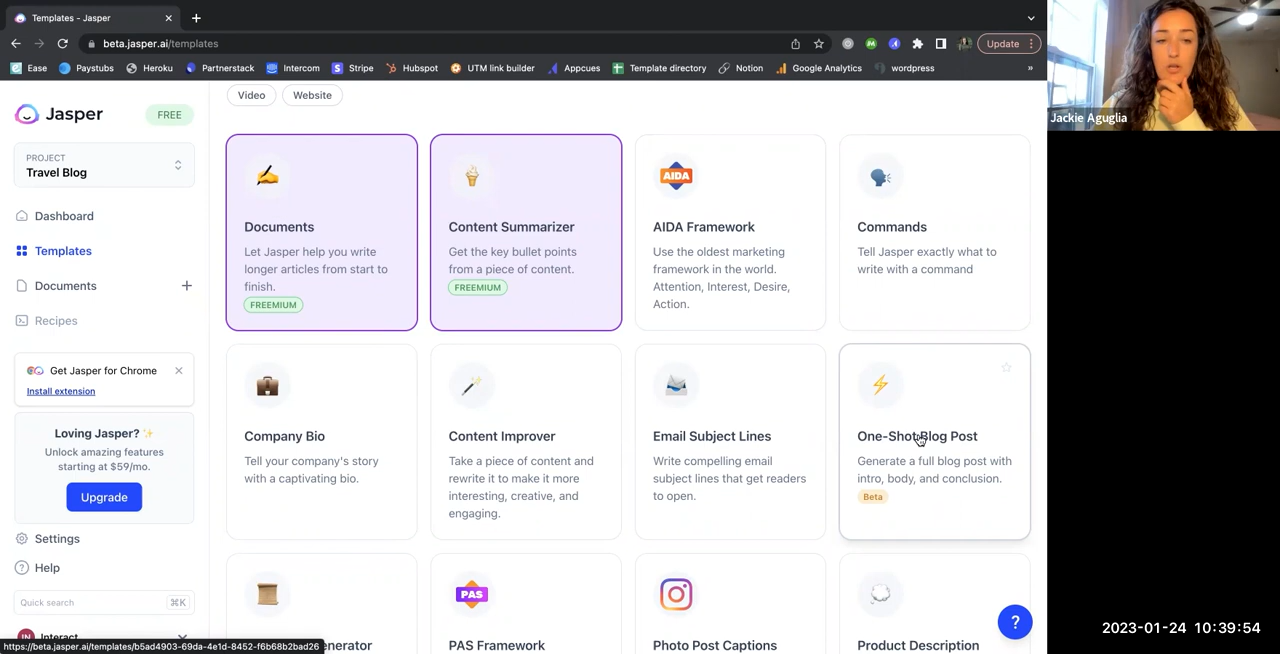 Templates - Jasper
beta.jasper.ai/templates
Update
Ease
Paystubs
Heroku
Partnerstack
Intercom
Stripe
Hubspot
UTM link builder
Appcues
Template directory
Notion
Google Analytics
wordpress
»
Jackie Aguglia
Jasper
FREE
PROJECT
Travel Blog
Dashboard
Templates
Documents
Recipes
Get Jasper for Chrome
Install extension
Loving Jasper? ✨
Unlock amazing features
starting at $59/mo.
Upgrade
Settings
Help
Quick search
⌘K
IN
Interact
https://beta.jasper.ai/templates/b5ad4903-69da-4e1d-8452-f6b68b2bad26
Video
Website
Documents
Let Jasper help you write
longer articles from start to
finish.
FREEMIUM
Content Summarizer
Get the key bullet points
from a piece of content.
FREEMIUM
AIDA
AIDA Framework
Use the oldest marketing
framework in the world.
Attention, Interest, Desire,
Action.
Commands
Tell Jasper exactly what to
write with a command
Company Bio
Tell your company's story
with a captivating bio.
Content Improver
Take a piece of content and
rewrite it to make it more
interesting, creative, and
engaging.
Email Subject Lines
Write compelling email
subject lines that get readers
to open.
One-Shot Blog Post
Generate a full blog post with
intro, body, and conclusion.
Beta
PAS
PAS Framework
Photo Post Captions
Product Description
?
2023-01-24 10:39:54